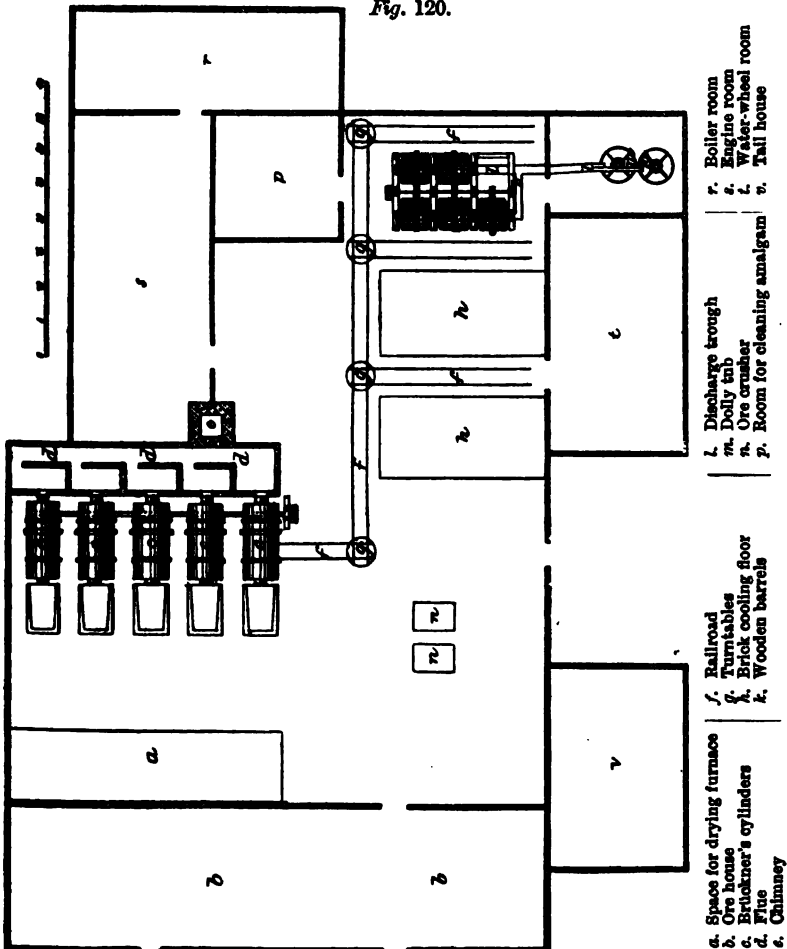 Fig. 120.
r
f
g
p
s
g
h
t
f
g
e
h
d
d
d
f
f
g
n
n
a
v
b
b
a. Space for drying furnace
b. Ore house
c. Brückner's cylinders
d. Flue
e. Chimney
f. Railroad
g. Turntables
h. Brick cooling floor
k. Wooden barrels
l. Discharge trough
m. Dolly tub
n. Ore crusher
p. Room for cleaning amalgam
r. Boiler room
s. Engine room
t. Water-wheel room
v. Tail house